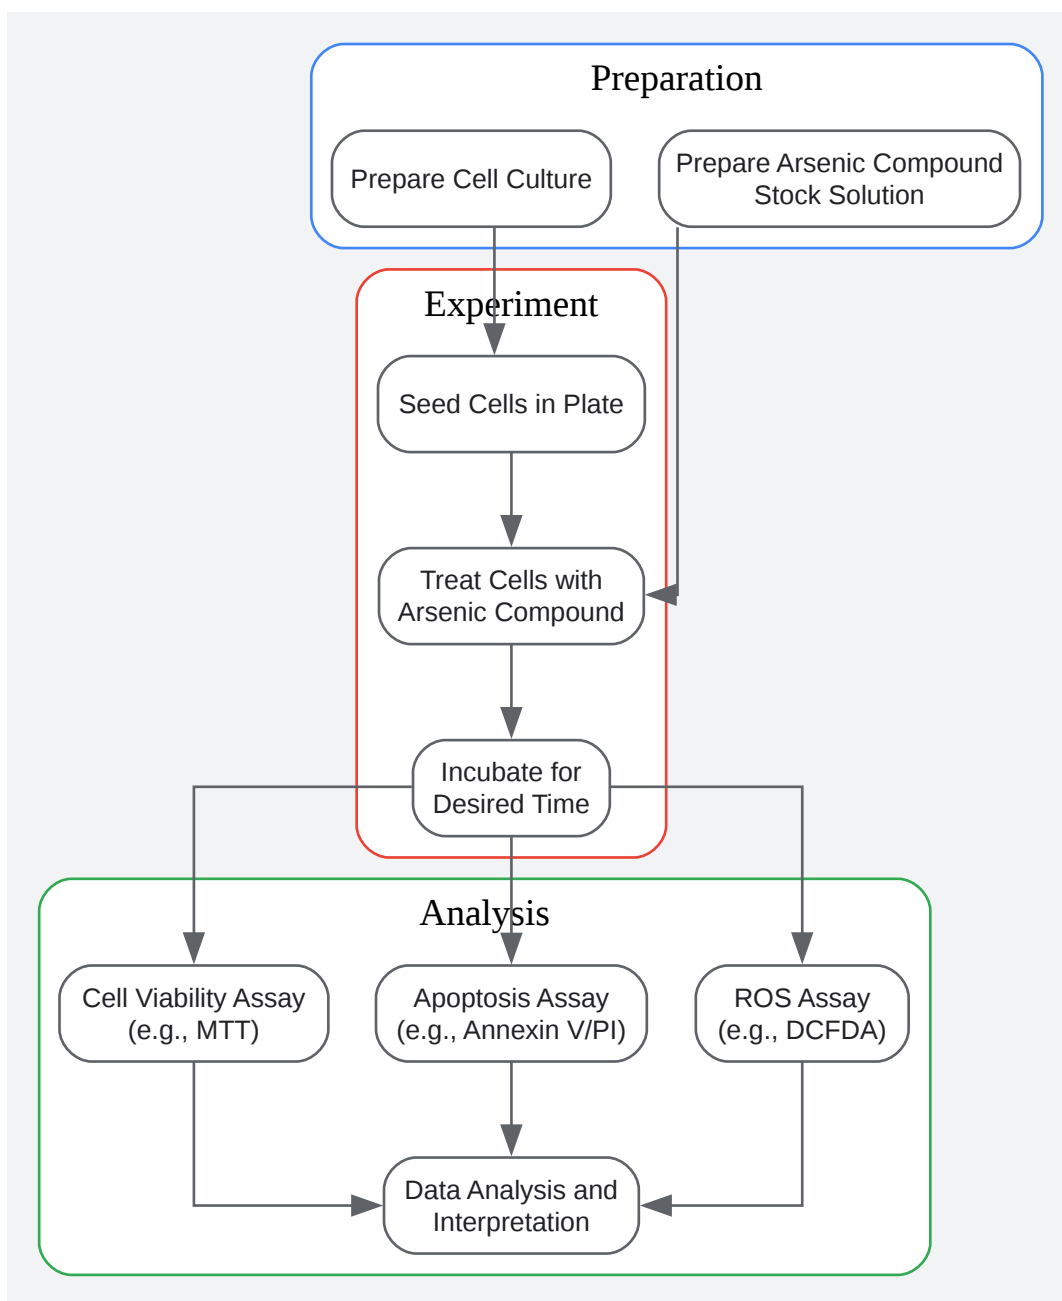 Preparation
Prepare Cell Culture
Prepare Arsenic Compound
Stock Solution
Experiment
Seed Cells in Plate
Treat Cells with
Arsenic Compound
Incubate for
Desired Time
Analysis
Cell Viability Assay
(e.g., MTT)
Apoptosis Assay
(e.g., Annexin V/PI)
ROS Assay
(e.g., DCFDA)
Data Analysis and
Interpretation